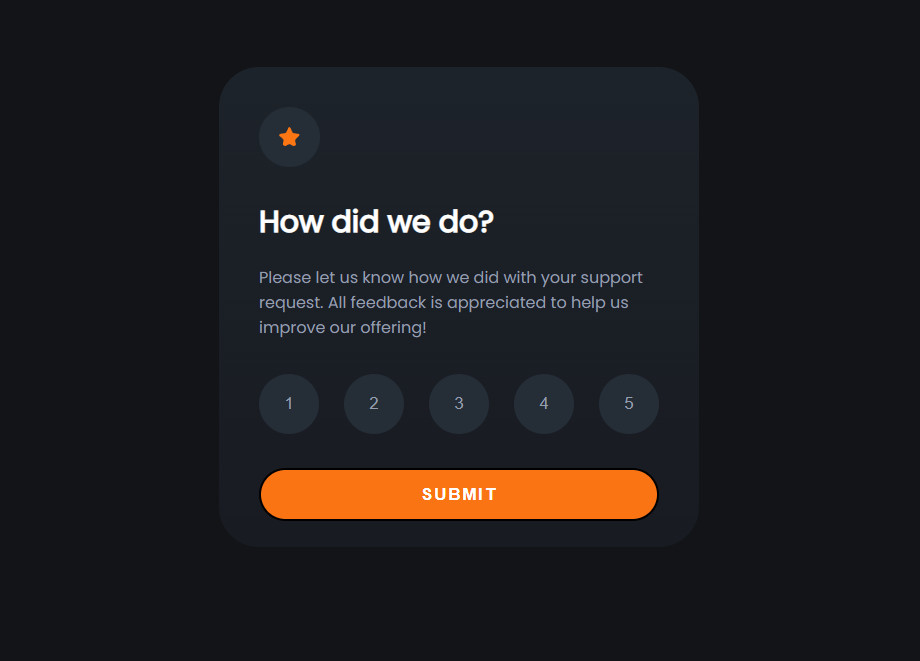 How did we do?
Please let us know how we did with your support
request. All feedback is appreciated to help us
improve our offering!
1 2 3 4 5
SUBMIT